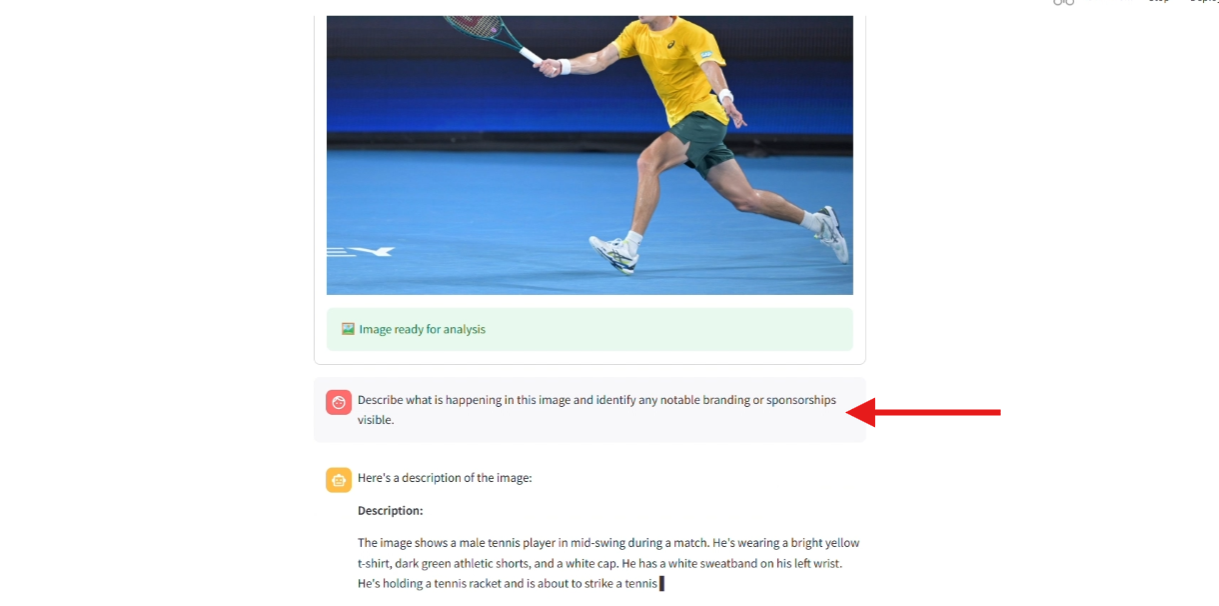 Image ready for analysis
Describe what is happening in this image and identify any notable branding or sponsorships
visible.
Here's a description of the image:
Description:
The image shows a male tennis player in mid-swing during a match. He's wearing a bright yellow
t-shirt, dark green athletic shorts, and a white cap. He has a white sweatband on his left wrist.
He's holding a tennis racket and is about to strike a tennis